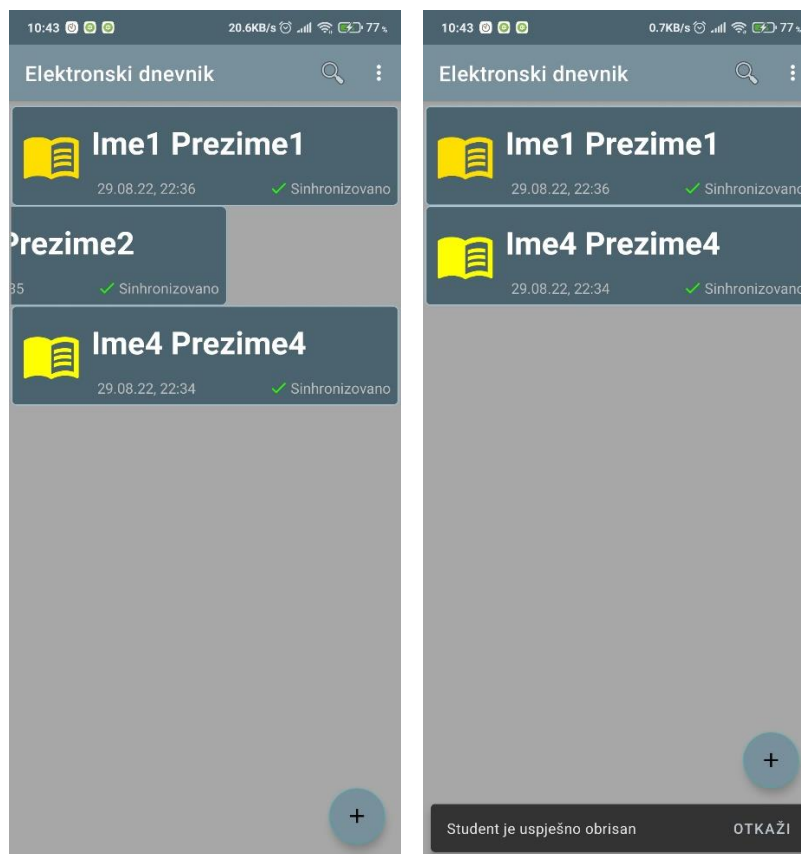 10:43 20.6KB/s 77%
Elektronski dnevnik
Ime1 Prezime1
29.08.22, 22:36 Sinhronizovano
Prezime2
35 Sinhronizovano
Ime4 Prezime4
29.08.22, 22:34 Sinhronizovano
+
10:43 0.7KB/s 77%
Elektronski dnevnik
Ime1 Prezime1
29.08.22, 22:36 Sinhronizovano
Ime4 Prezime4
29.08.22, 22:34 Sinhronizovano
+
Student je uspješno obrisan OTKAŽI